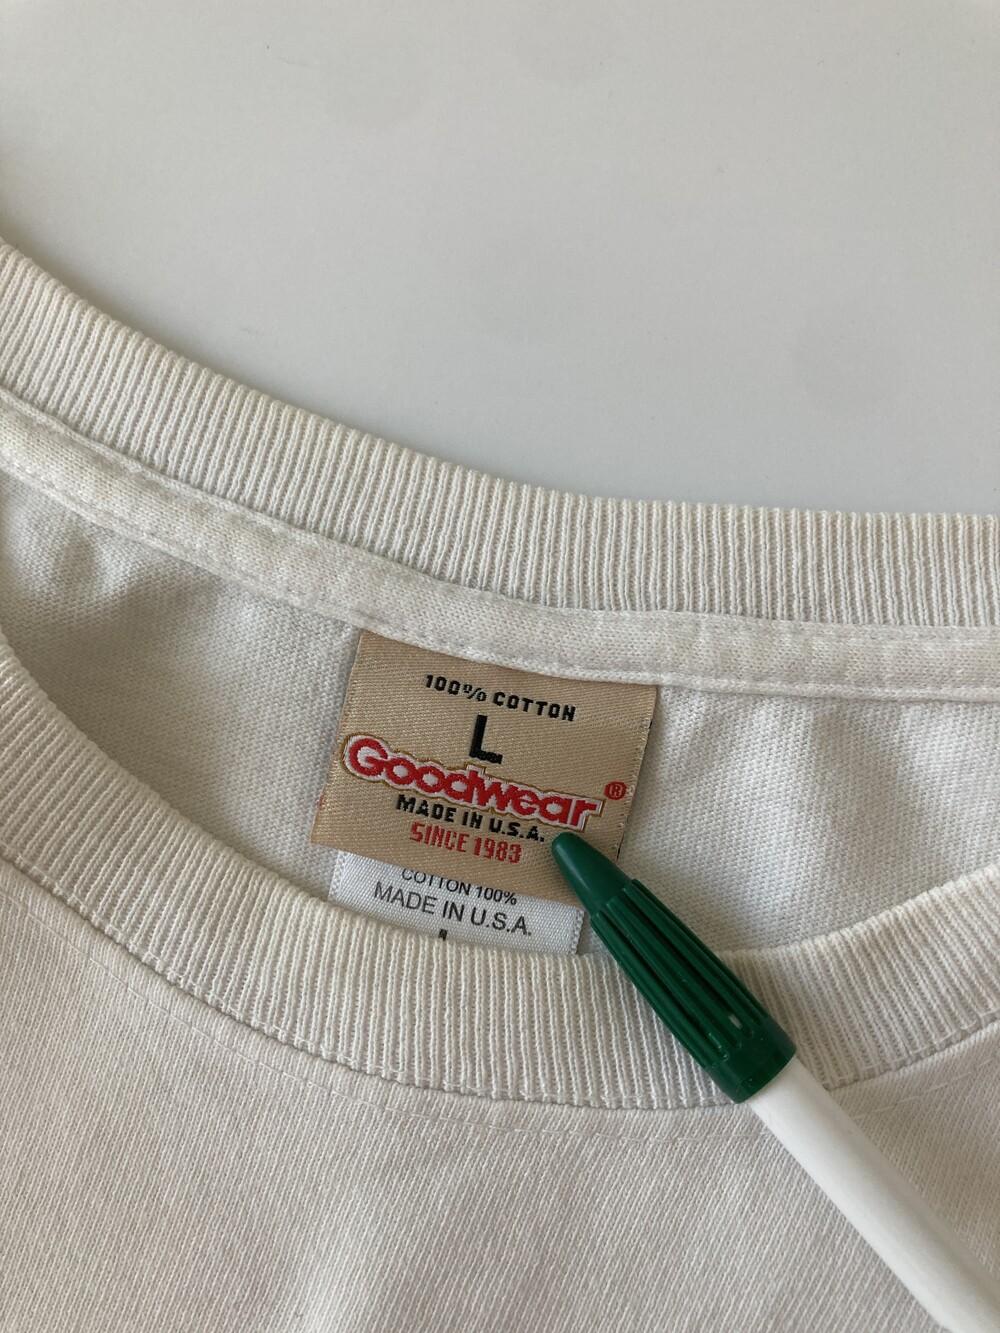 100% COTTON
L
Goodwear®
MADE IN U.S.A.
SINCE 1983
COTTON 100%
MADE IN U.S.A.